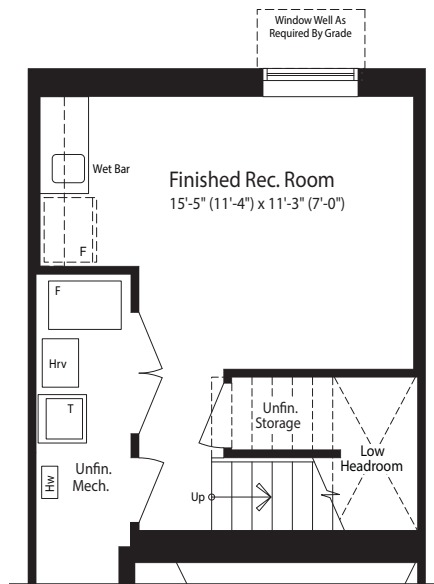 Window Well As
Required By Grade
Wet Bar
Finished Rec. Room
15'-5" (11'-4") x 11'-3" (7'-0")
F
F
Hrv
T
Unfin.
Storage
Low
Headroom
Unfin.
Mech.
Hw
Up